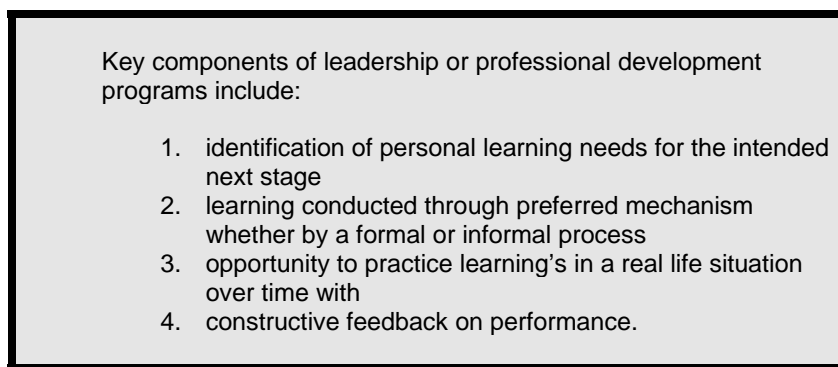 Key components of leadership or professional development
programs include:
1. identification of personal learning needs for the intended
next stage
2. learning conducted through preferred mechanism
whether by a formal or informal process
3. opportunity to practice learning's in a real life situation
over time with
4. constructive feedback on performance.